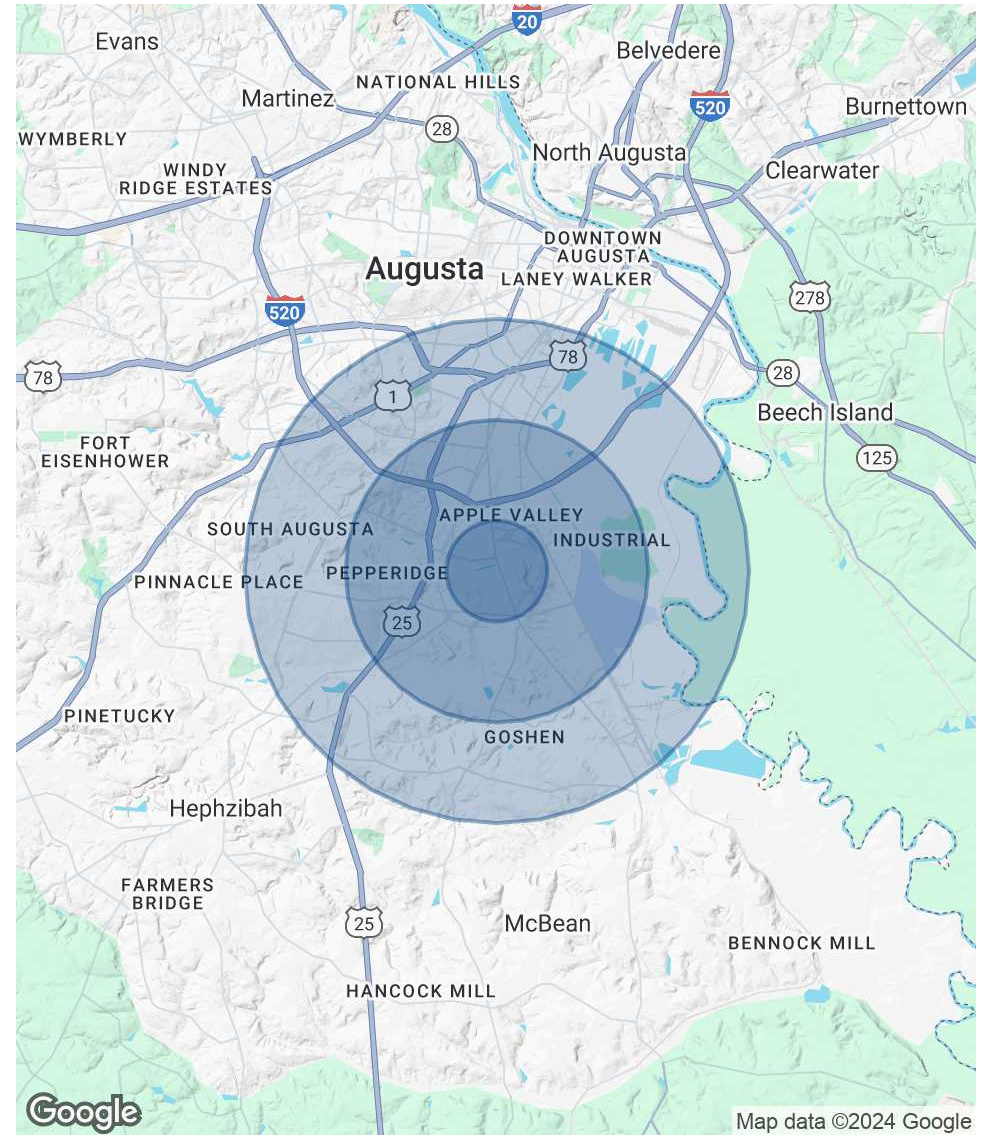 20
Evans
Belvedere
NATIONAL HILLS
Martinez
520
Burnettown
28
WYMBERLY
North Augusta
WINDY
RIDGE ESTATES
Clearwater
DOWNTOWN
AUGUSTA
Augusta
LANEY WALKER
278
520
78
78
28
1
Beech Island
FORT
EISENHOWER
125
APPLE VALLEY
SOUTH AUGUSTA
INDUSTRIAL
PEPPERIDGE
PINNACLE PLACE
25
PINETUCKY
GOSHEN
Hephzibah
FARMERS
BRIDGE
25
McBean
BENNOCK MILL
HANCOCK MILL
Google
Map data ©2024 Google